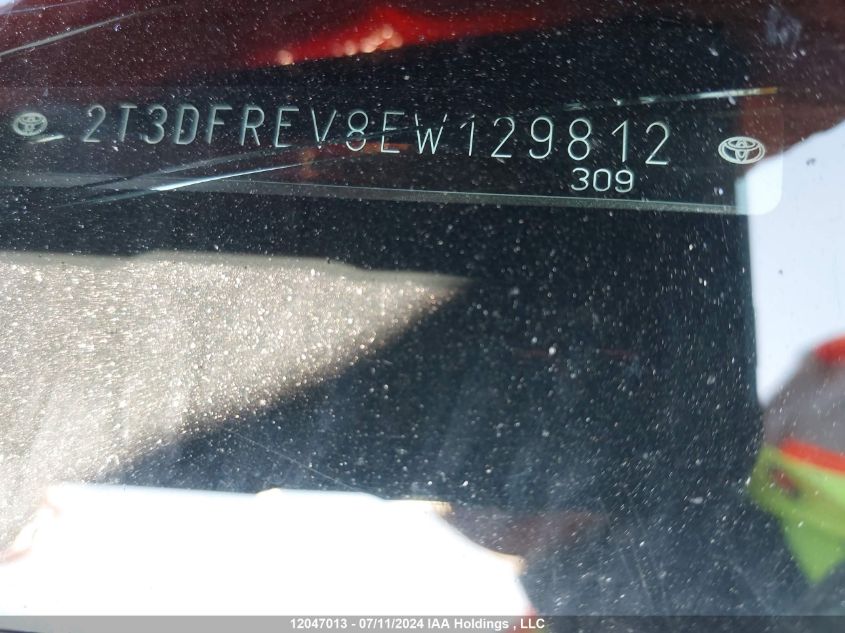 2T3DFREV8EW129812
309
12047013 - 07/11/2024 IAA Holdings , LLC